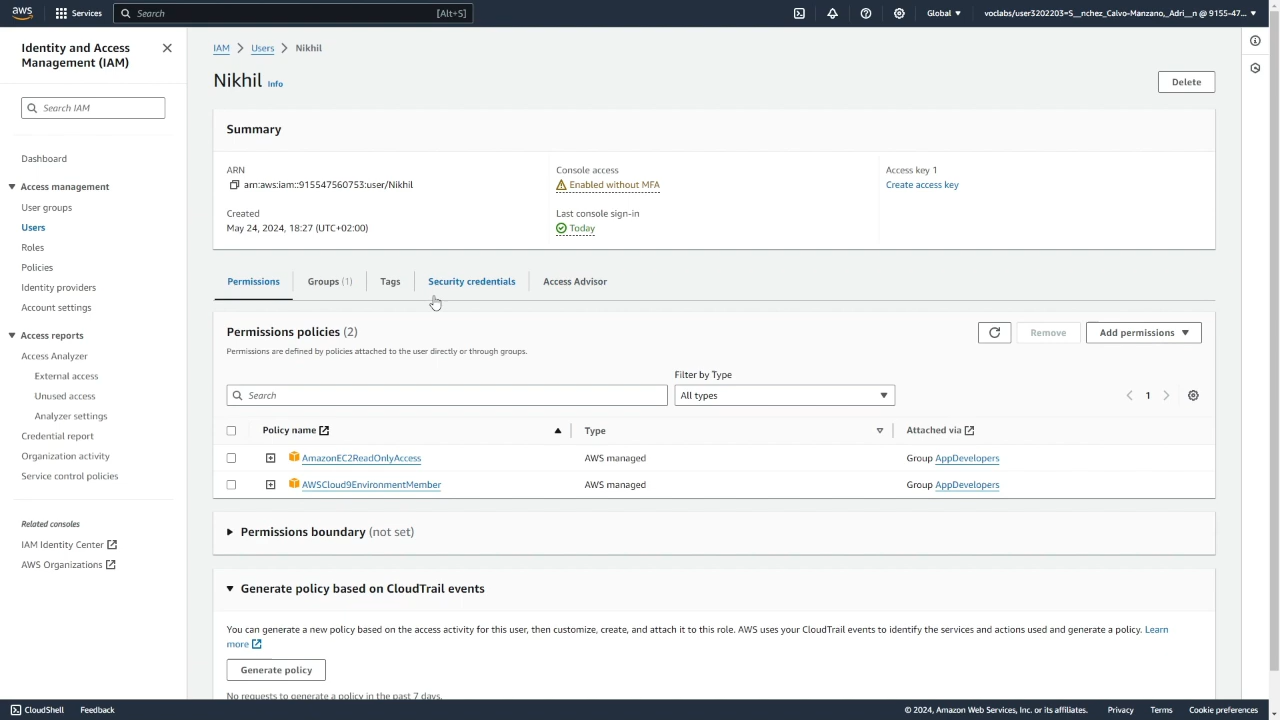 aws Services Search [Alt+S] Global voclabs/user3202203=S__nchez_Calvo-Manzano,_Adri__n @ 9155-47...
Identity and Access
Management (IAM)
Search IAM
Dashboard
Access management
User groups
Users
Roles
Policies
Identity providers
Account settings
Access reports
Access Analyzer
External access
Unused access
Analyzer settings
Credential report
Organization activity
Service control policies
Related consoles
IAM Identity Center
AWS Organizations
IAM Users Nikhil
Nikhil Info
Delete
Summary
ARN
arn:aws:iam::915547560753:user/Nikhil
Console access
Enabled without MFA
Access key 1
Create access key
Created
May 24, 2024, 18:27 (UTC+02:00)
Last console sign-in
Today
Permissions Groups (1) Tags Security credentials Access Advisor
Permissions policies (2)
Remove Add permissions
Permissions are defined by policies attached to the user directly or through groups.
Filter by Type
Search All types 1
Policy name Type Attached via
AmazonEC2ReadOnlyAccess AWS managed Group AppDevelopers
AWSCloud9EnvironmentMember AWS managed Group AppDevelopers
Permissions boundary (not set)
Generate policy based on CloudTrail events
You can generate a new policy based on the access activity for this user, then customize, create, and attach it to this role. AWS uses your CloudTrail events to identify the services and actions used and generate a policy. Learn
more
Generate policy
No requests to generate a policy in the past 7 days.
CloudShell Feedback © 2024, Amazon Web Services, Inc. or its affiliates. Privacy Terms Cookie preferences